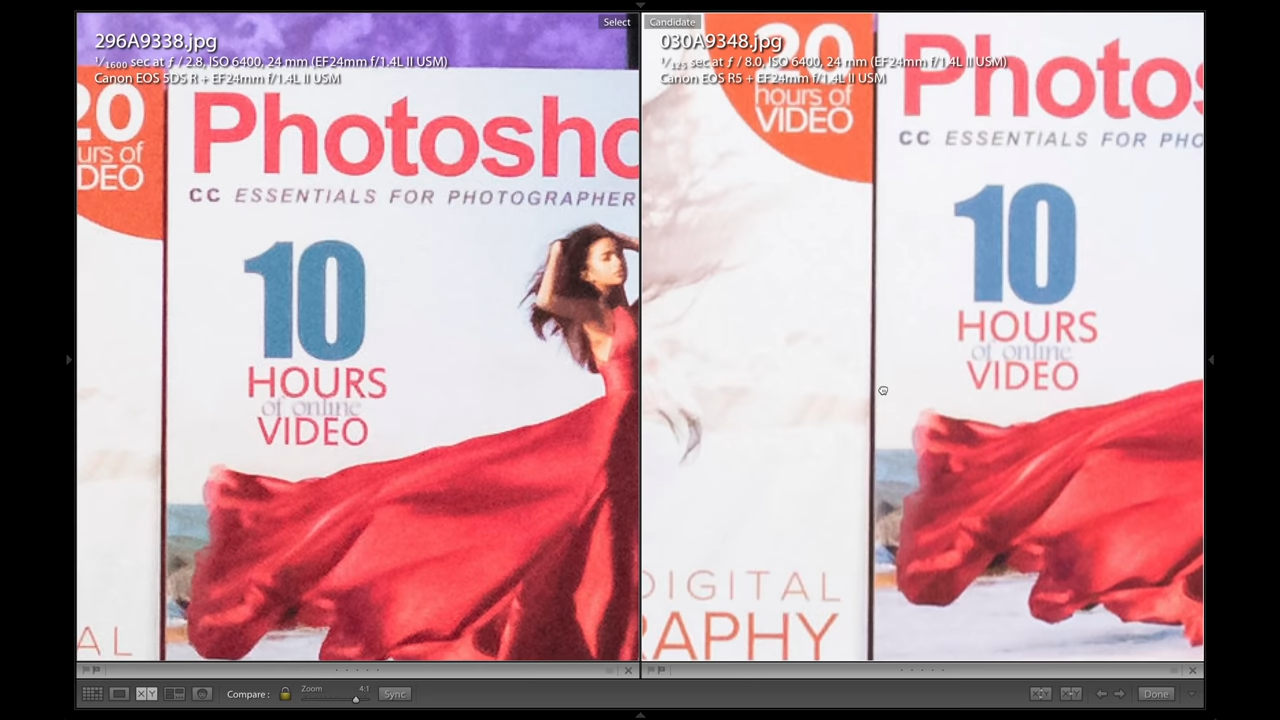 Select
296A9338.jpg
1/1600 sec at ƒ / 2.8, ISO 6400, 24 mm (EF24mm f/1.4L II USM)
Canon EOS 5DS R + EF24mm f/1.4L II USM
20
urs of
DEO
Photosho
CC ESSENTIALS FOR PHOTOGRAPHER
10
HOURS
of online
VIDEO
AL
Candidate
030A9348.jpg
1/125 sec at ƒ / 8.0, ISO 6400, 24 mm (EF24mm f/1.4L II USM)
Canon EOS R5 + EF24mm f/1.4L II USM
20
hours of
VIDEO
Photos
CC ESSENTIALS FOR PHO
10
HOURS
of online
VIDEO
DIGITAL
RAPHY
X Y
Compare :
Zoom
4:1
Sync
Done